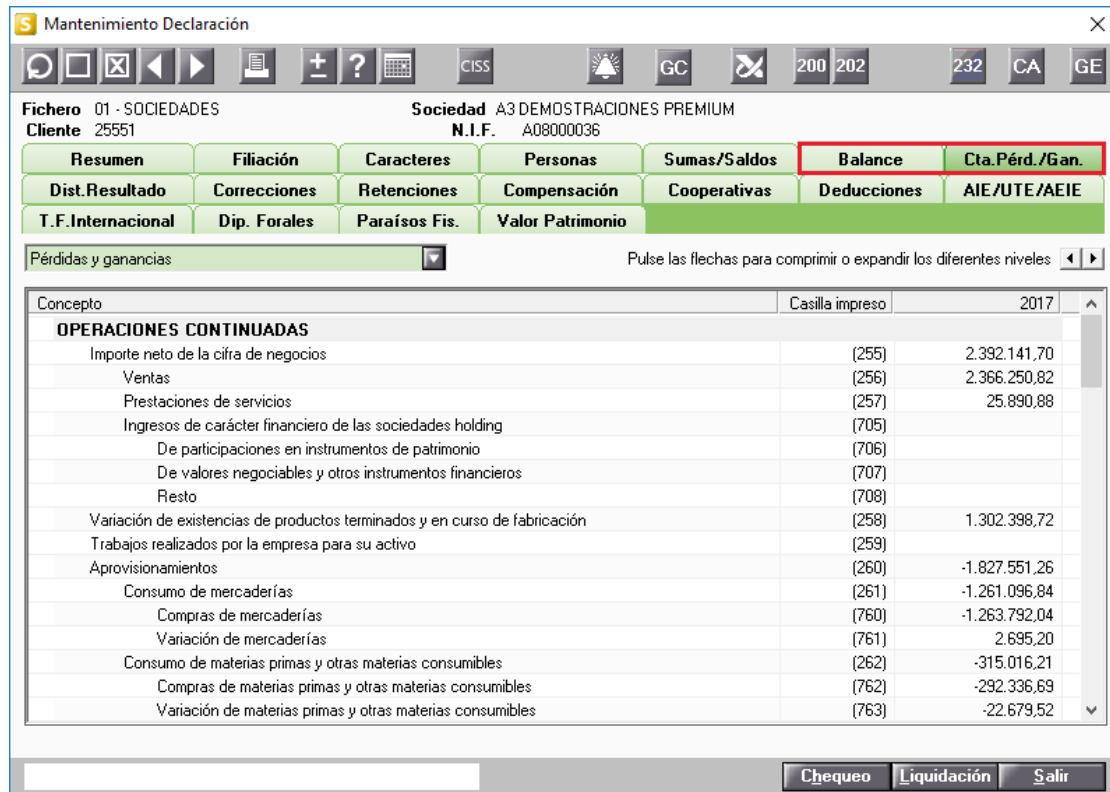 S Mantenimiento Declaración
± ? CISS GC 200 202 232 CA GE
Fichero 01 - SOCIEDADES Sociedad A3 DEMOSTRACIONES PREMIUM
Cliente 25551 N.I.F. A08000036
Resumen Filiación Caracteres Personas Sumas/Saldos Balance Cta.Pérd./Gan.
Dist.Resultado Correcciones Retenciones Compensación Cooperativas Deducciones AIE/UTE/AEIE
T.F.Internacional Dip. Forales Paraísos Fis. Valor Patrimonio
Pérdidas y ganancias Pulse las flechas para comprimir o expandir los diferentes niveles
Concepto Casilla impreso 2017
OPERACIONES CONTINUADAS
Importe neto de la cifra de negocios (255) 2.392.141,70
Ventas (256) 2.366.250,82
Prestaciones de servicios (257) 25.890,88
Ingresos de carácter financiero de las sociedades holding (705)
De participaciones en instrumentos de patrimonio (706)
De valores negociables y otros instrumentos financieros (707)
Resto (708)
Variación de existencias de productos terminados y en curso de fabricación (258) 1.302.398,72
Trabajos realizados por la empresa para su activo (259)
Aprovisionamientos (260) -1.827.551,26
Consumo de mercaderías (261) -1.261.096,84
Compras de mercaderías (760) -1.263.792,04
Variación de mercaderías (761) 2.695,20
Consumo de materias primas y otras materias consumibles (262) -315.016,21
Compras de materias primas y otras materias consumibles (762) -292.336,69
Variación de materias primas y otras materias consumibles (763) -22.679,52
Chequeo Liquidación Salir